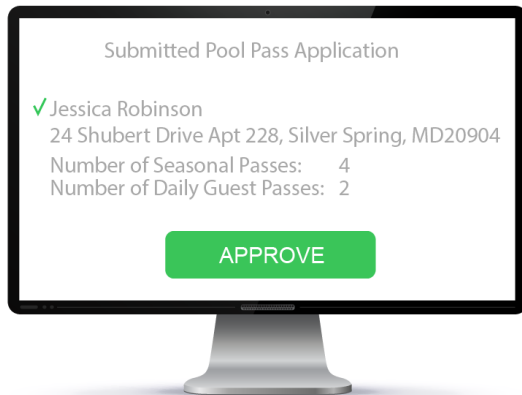 Submitted Pool Pass Application
✓ Jessica Robinson
24 Shubert Drive Apt 228, Silver Spring, MD20904
Number of Seasonal Passes: 4
Number of Daily Guest Passes: 2
APPROVE